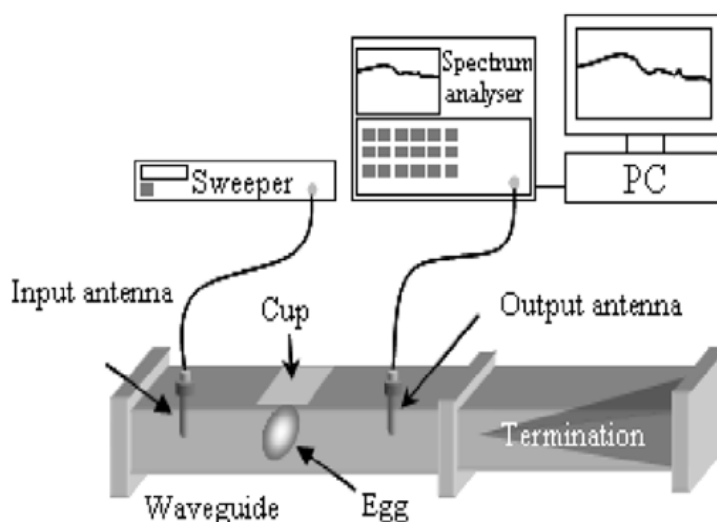 Spectrum
analyser
Sweeper
PC
Input antenna
Cup
Output antenna
Termination
Waveguide
Egg